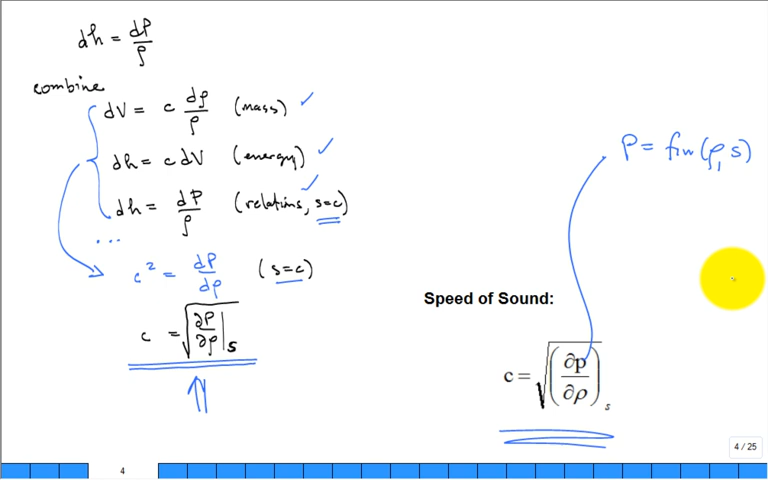 dh = dP/ρ
combine
dV = c dρ/ρ (mass) ✓
dh = c dV (energy) ✓
dh = dP/ρ (relations, s=c) ✓
...
c² = dP/dρ (s=c)
c = √(∂P/∂ρ|s)
P = fin(ρ, s)
Speed of Sound:
c = √(∂p/∂ρ)s
4 / 25
4